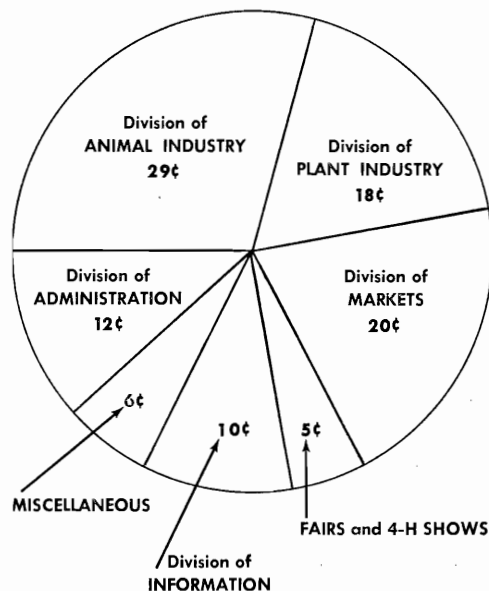 Division of
ANIMAL INDUSTRY
29¢
Division of
PLANT INDUSTRY
18¢
Division of
ADMINISTRATION
12¢
Division of
MARKETS
20¢
6¢
10¢
5¢
MISCELLANEOUS
FAIRS and 4-H SHOWS
Division of
INFORMATION